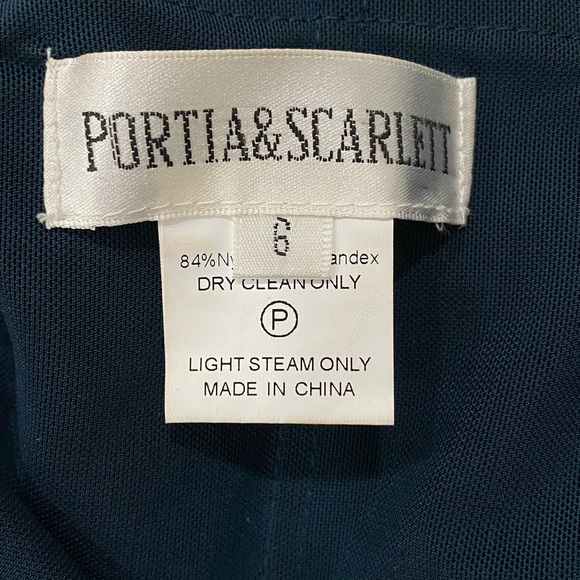 PORTIA&SCARLETT
6
84%Ny andex
DRY CLEAN ONLY
Ⓟ
LIGHT STEAM ONLY
MADE IN CHINA